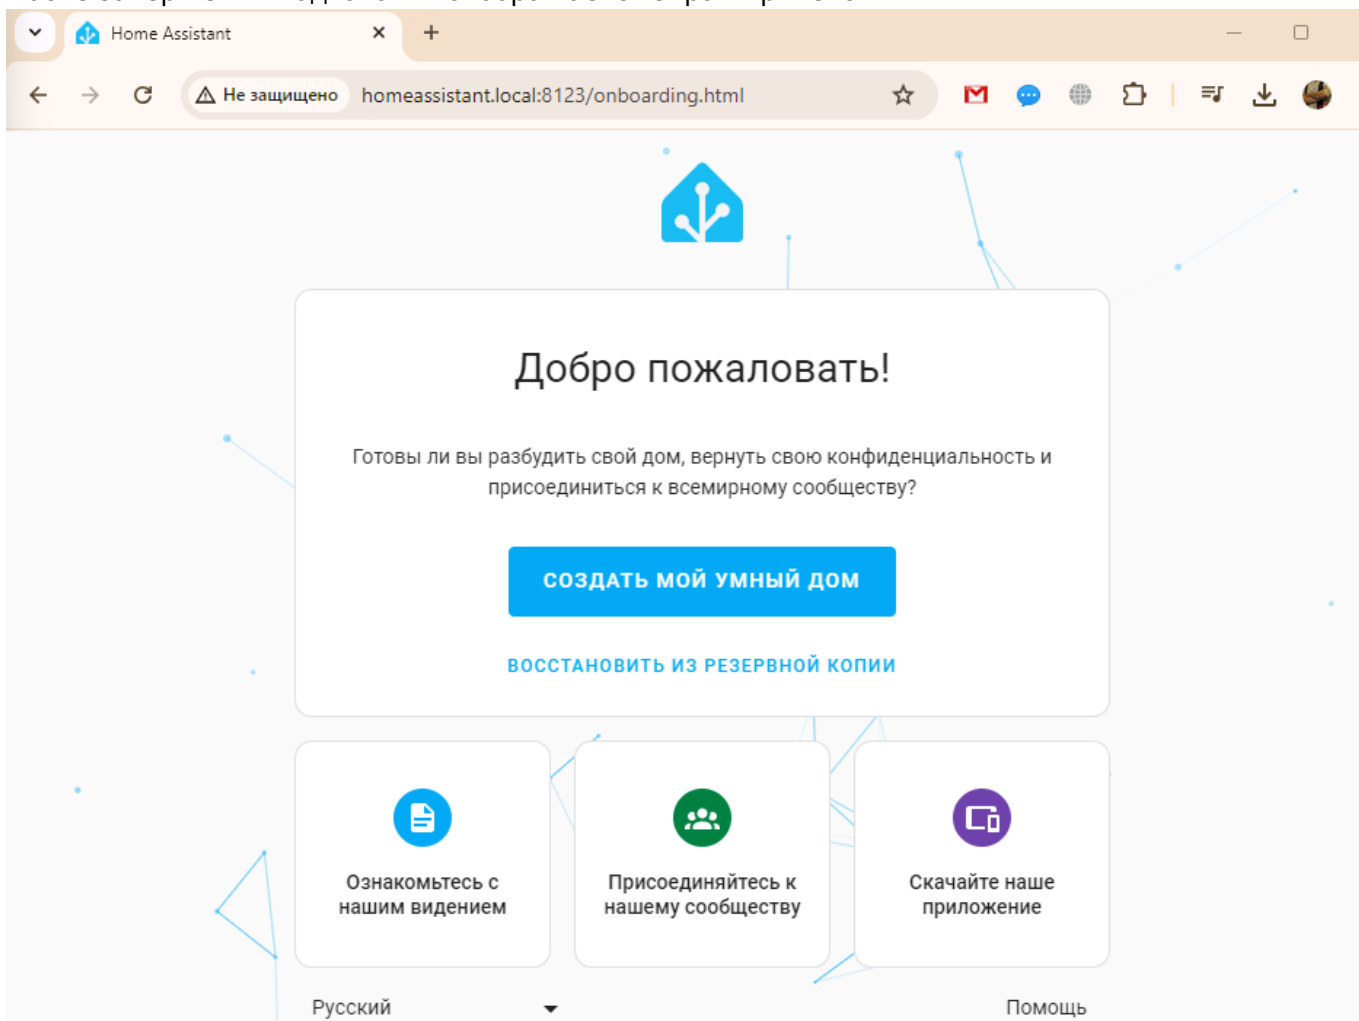 Home Assistant
Не защищено homeassistant.local:8123/onboarding.html
Добро пожаловать!
Готовы ли вы разбудить свой дом, вернуть свою конфиденциальность и
присоединиться к всемирному сообществу?
СОЗДАТЬ МОЙ УМНЫЙ ДОМ
ВОССТАНОВИТЬ ИЗ РЕЗЕРВНОЙ КОПИИ
Ознакомьтесь с
нашим видением
Присоединяйтесь к
нашему сообществу
Скачайте наше
приложение
Русский
Помощь